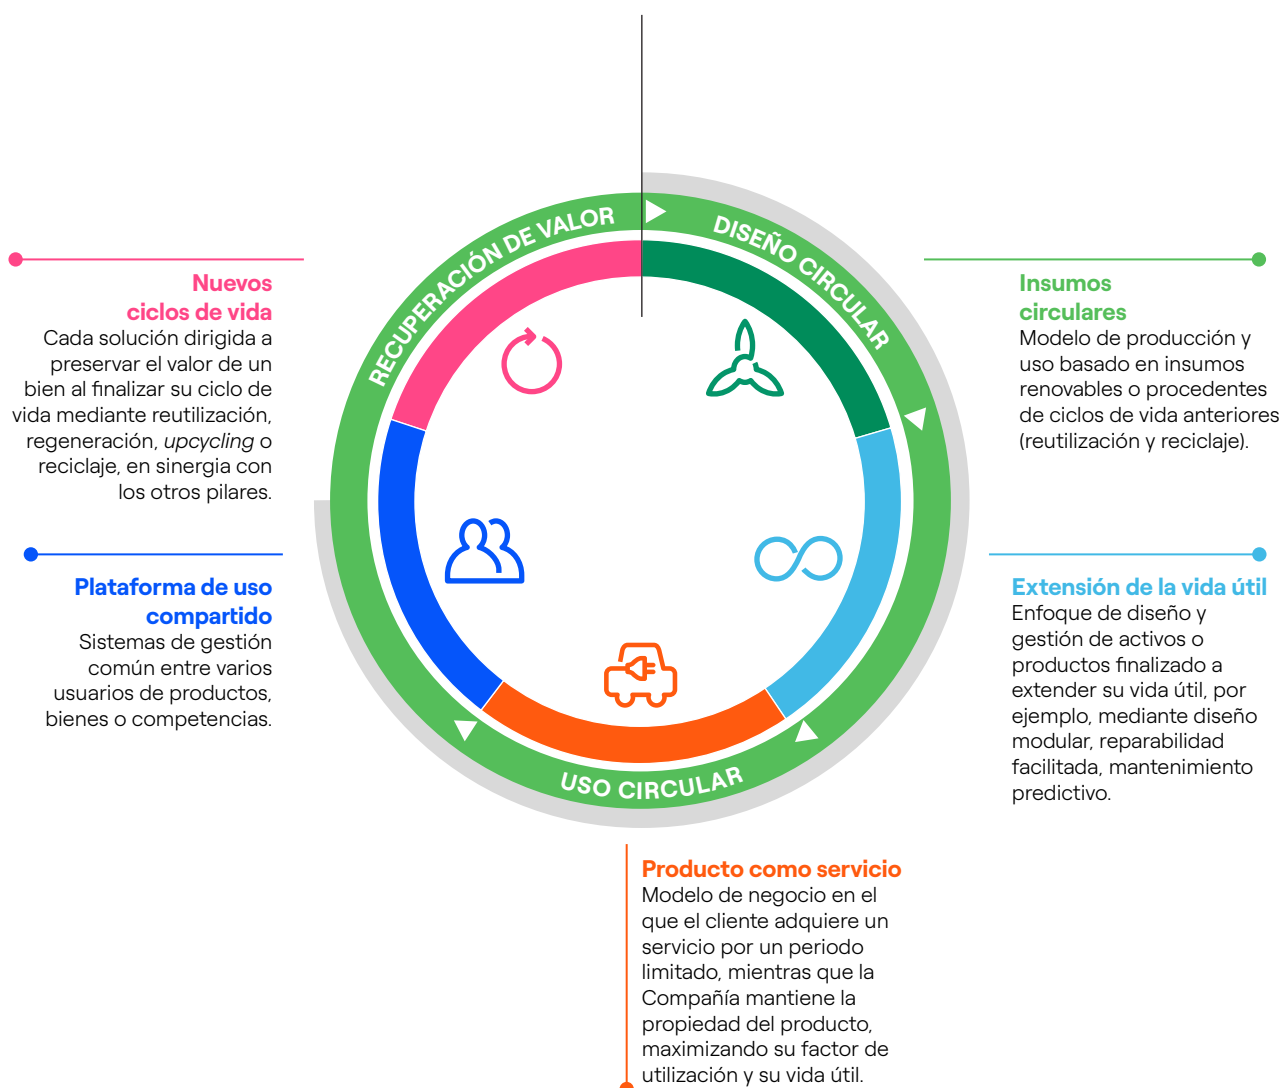 RECUPERACIÓN DE VALOR
DISEÑO CIRCULAR
USO CIRCULAR
Nuevos
ciclos de vida
Cada solución dirigida a
preservar el valor de un
bien al finalizar su ciclo de
vida mediante reutilización,
regeneración, upcycling o
reciclaje, en sinergia con
los otros pilares.
Plataforma de uso
compartido
Sistemas de gestión
común entre varios
usuarios de productos,
bienes o competencias.
Insumos
circulares
Modelo de producción y
uso basado en insumos
renovables o procedentes
de ciclos de vida anteriores
(reutilización y reciclaje).
Extensión de la vida útil
Enfoque de diseño y
gestión de activos o
productos finalizado a
extender su vida útil, por
ejemplo, mediante diseño
modular, reparabilidad
facilitada, mantenimiento
predictivo.
Producto como servicio
Modelo de negocio en el
que el cliente adquiere un
servicio por un periodo
limitado, mientras que la
Compañía mantiene la
propiedad del producto,
maximizando su factor de
utilización y su vida útil.